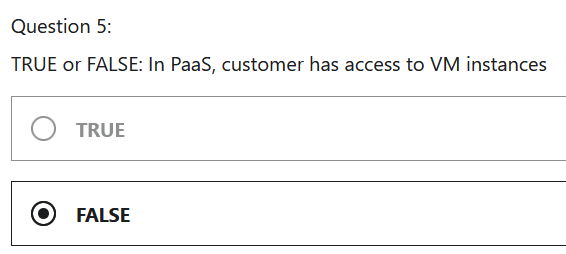 Question 5:
TRUE or FALSE: In PaaS, customer has access to VM instances
TRUE
FALSE